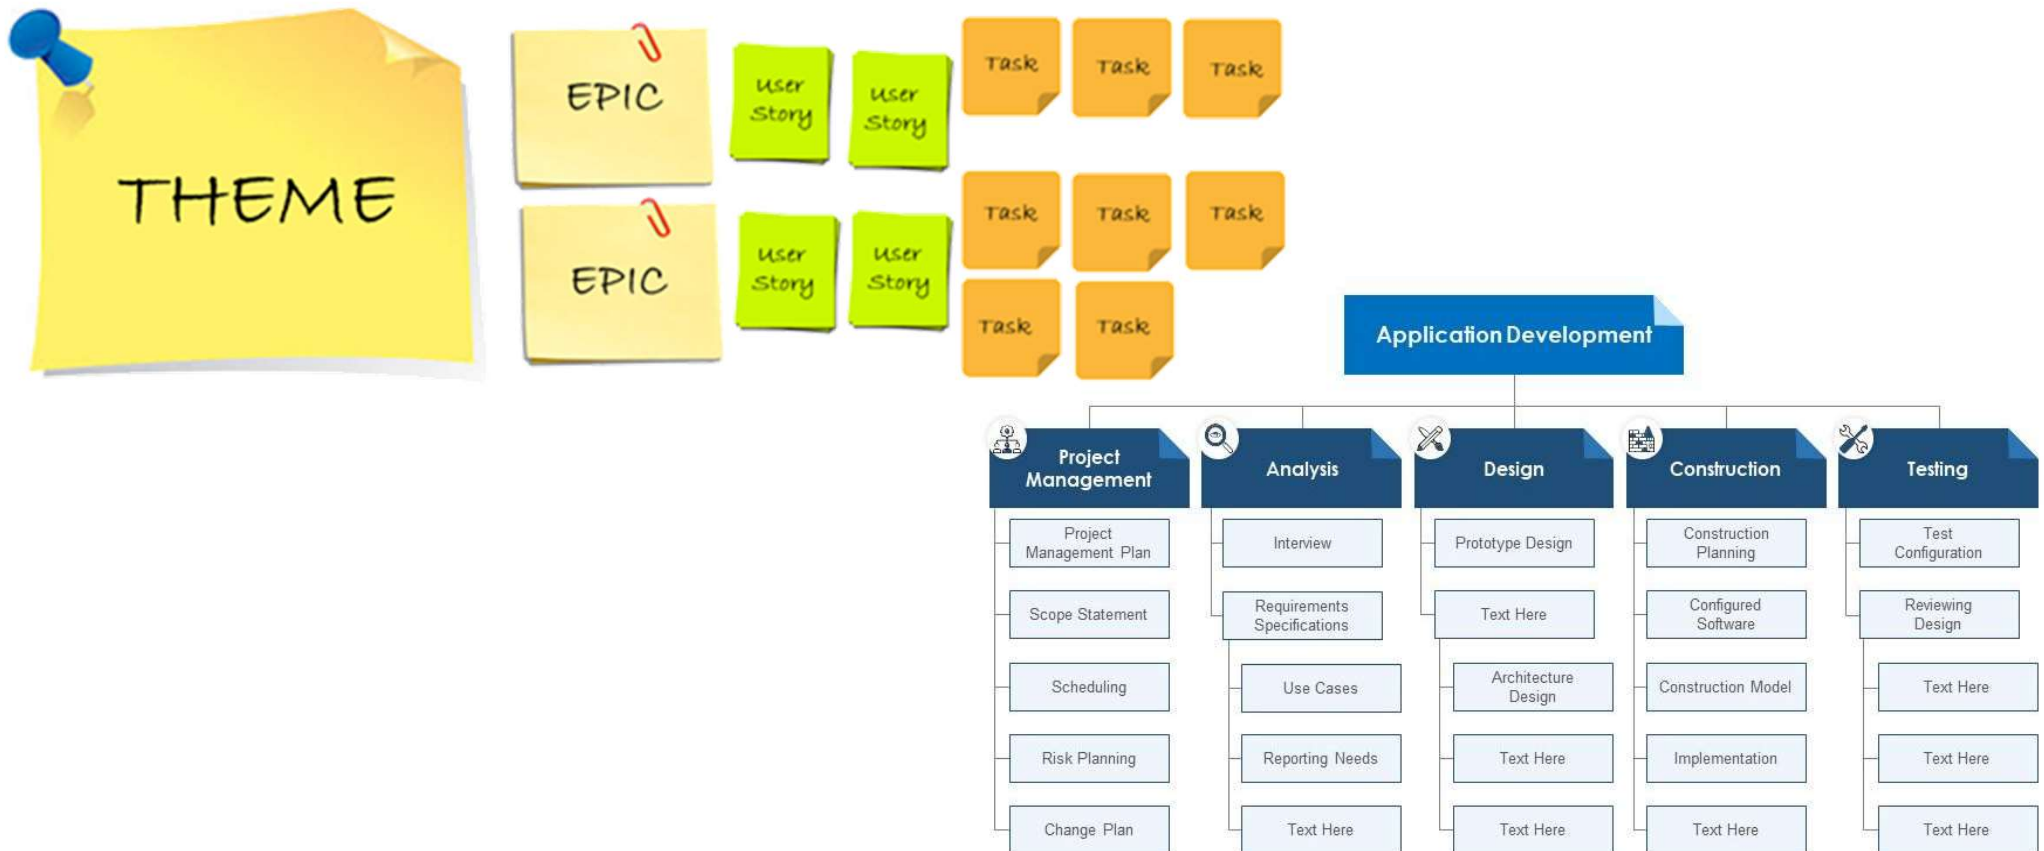 THEME
EPIC
User
Story
User
Story
Task
Task
Task
EPIC
User
Story
User
Story
Task
Task
Task
Task
Task
Application Development
Project
Management
Project
Management Plan
Scope Statement
Scheduling
Risk Planning
Change Plan
Analysis
Interview
Requirements
Specifications
Use Cases
Reporting Needs
Text Here
Design
Prototype Design
Text Here
Architecture
Design
Text Here
Text Here
Construction
Construction
Planning
Configured
Software
Construction Model
Implementation
Text Here
Testing
Test
Configuration
Reviewing
Design
Text Here
Text Here
Text Here